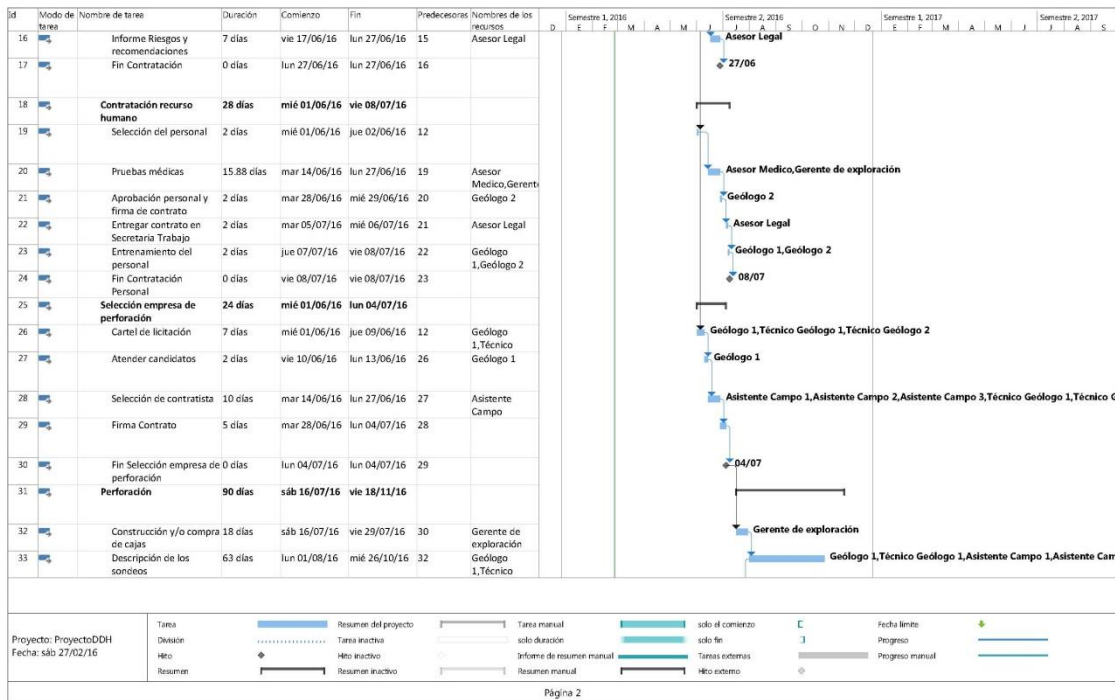 Id Modo de tarea Nombre de tarea Duración Comienzo Fin Predecesoras Nombres de los recursos
Semestre 1, 2016 Semestre 2, 2016 Semestre 1, 2017 Semestre 2, 2017
D E F M A M J J A S O N D E F M A M J J A S
16 Informe Riesgos y recomendaciones 7 días vie 17/06/16 lun 27/06/16 15 Asesor Legal
Asesor Legal
17 Fin Contratación 0 días lun 27/06/16 lun 27/06/16 16
27/06
18 Contratación recurso humano 28 días mié 01/06/16 vie 08/07/16
19 Selección del personal 2 días mié 01/06/16 jue 02/06/16 12
20 Pruebas médicas 15.88 días mar 14/06/16 lun 27/06/16 19 Asesor Medico,Gerent
Asesor Medico,Gerente de exploración
21 Aprobación personal y firma de contrato 2 días mar 28/06/16 mié 29/06/16 20 Geólogo 2
Geólogo 2
22 Entregar contrato en Secretaria Trabajo 2 días mar 05/07/16 mié 06/07/16 21 Asesor Legal
Asesor Legal
23 Entrenamiento del personal 2 días jue 07/07/16 vie 08/07/16 22 Geólogo 1,Geólogo 2
Geólogo 1,Geólogo 2
24 Fin Contratación Personal 0 días vie 08/07/16 vie 08/07/16 23
08/07
25 Selección empresa de perforación 24 días mié 01/06/16 lun 04/07/16
26 Cartel de licitación 7 días mié 01/06/16 jue 09/06/16 12 Geólogo 1,Técnico
Geólogo 1,Técnico Geólogo 1,Técnico Geólogo 2
27 Atender candidatos 2 días vie 10/06/16 lun 13/06/16 26 Geólogo 1
Geólogo 1
28 Selección de contratista 10 días mar 14/06/16 lun 27/06/16 27 Asistente Campo
Asistente Campo 1,Asistente Campo 2,Asistente Campo 3,Técnico Geólogo 1,Técnico G
29 Firma Contrato 5 días mar 28/06/16 lun 04/07/16 28
30 Fin Selección empresa de perforación 0 días lun 04/07/16 lun 04/07/16 29
04/07
31 Perforación 90 días sáb 16/07/16 vie 18/11/16
32 Construcción y/o compra de cajas 18 días sáb 16/07/16 vie 29/07/16 30 Gerente de exploración
Gerente de exploración
33 Descripción de los sondeos 63 días lun 01/08/16 mié 26/10/16 32 Geólogo 1,Técnico
Geólogo 1,Técnico Geólogo 1,Asistente Campo 1,Asistente Cam
Proyecto: ProyectoDDH
Fecha: sáb 27/02/16
Tarea Resumen del proyecto Tarea manual solo el comienzo Fecha límite
División Tarea inactiva solo duración solo fin Progreso
Hito Hito inactivo Informe de resumen manual Tareas externas Progreso manual
Resumen Resumen inactivo Resumen manual Hito externo
Página 2